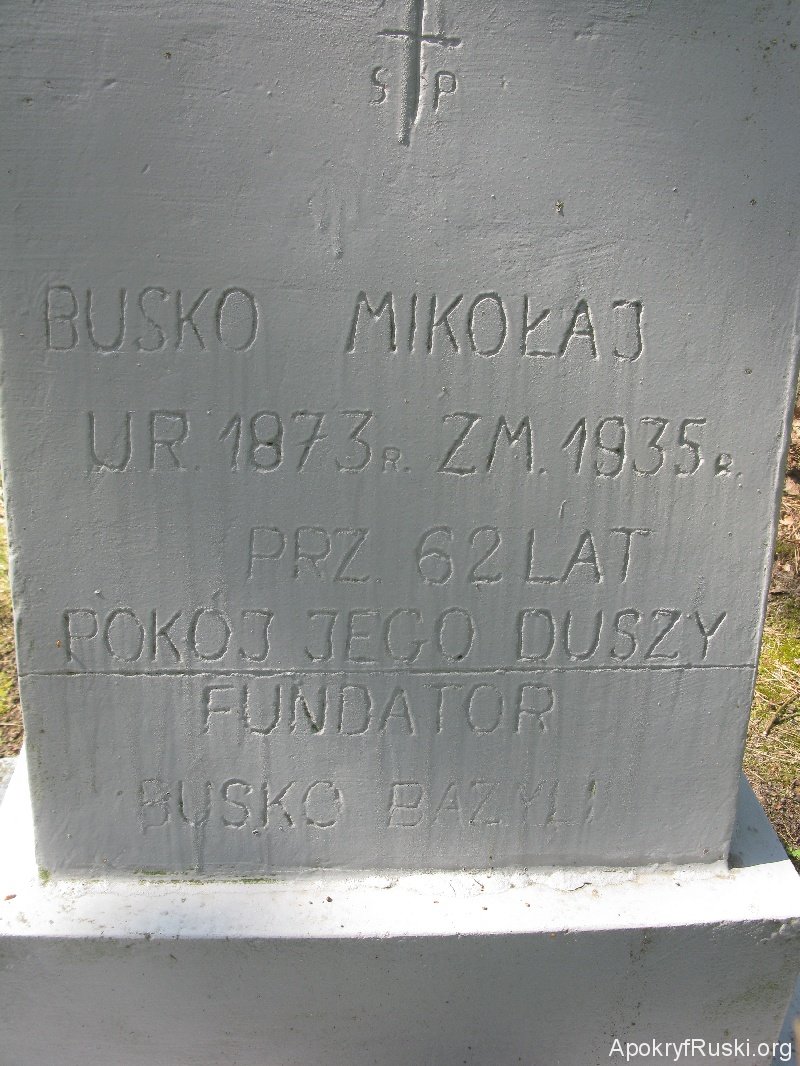 S P
BUSKO MIKOŁAJ
UR. 1873 R. ZM. 1935 R.
PRZ. 62 LAT
POKÓJ JEGO DUSZY
FUNDATOR
BUSKO BAZYLI
ApokryfRuski.org